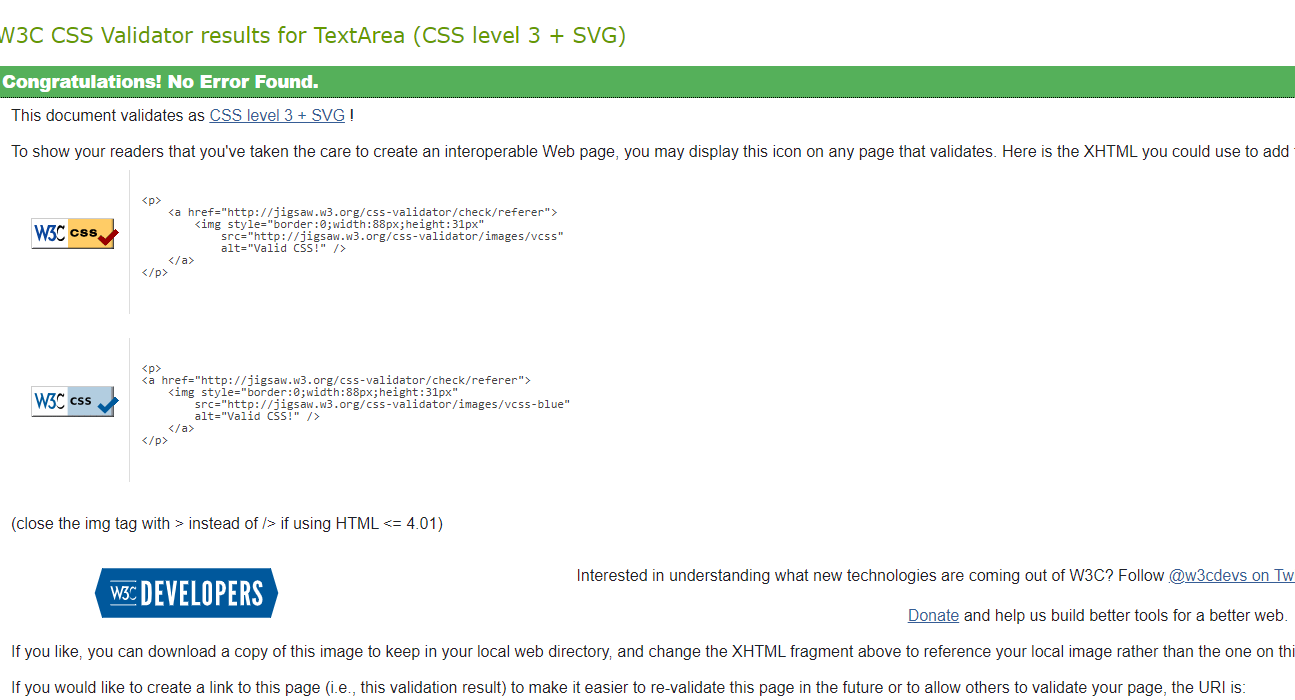 W3C CSS Validator results for TextArea (CSS level 3 + SVG)
Congratulations! No Error Found.
This document validates as CSS level 3 + SVG !
To show your readers that you've taken the care to create an interoperable Web page, you may display this icon on any page that validates. Here is the XHTML you could use to add
W3C css
<p>
<a href="http://jigsaw.w3.org/css-validator/check/referer">
<img style="border:0;width:88px;height:31px"
src="http://jigsaw.w3.org/css-validator/images/vcss"
alt="Valid CSS!" />
</a>
</p>
W3C css
<p>
<a href="http://jigsaw.w3.org/css-validator/check/referer">
<img style="border:0;width:88px;height:31px"
src="http://jigsaw.w3.org/css-validator/images/vcss-blue"
alt="Valid CSS!" />
</a>
</p>
(close the img tag with > instead of /> if using HTML <= 4.01)
W3C DEVELOPERS
Interested in understanding what new technologies are coming out of W3C? Follow @w3cdevs on Tw
Donate and help us build better tools for a better web.
If you like, you can download a copy of this image to keep in your local web directory, and change the XHTML fragment above to reference your local image rather than the one on thi
If you would like to create a link to this page (i.e., this validation result) to make it easier to re-validate this page in the future or to allow others to validate your page, the URI is: